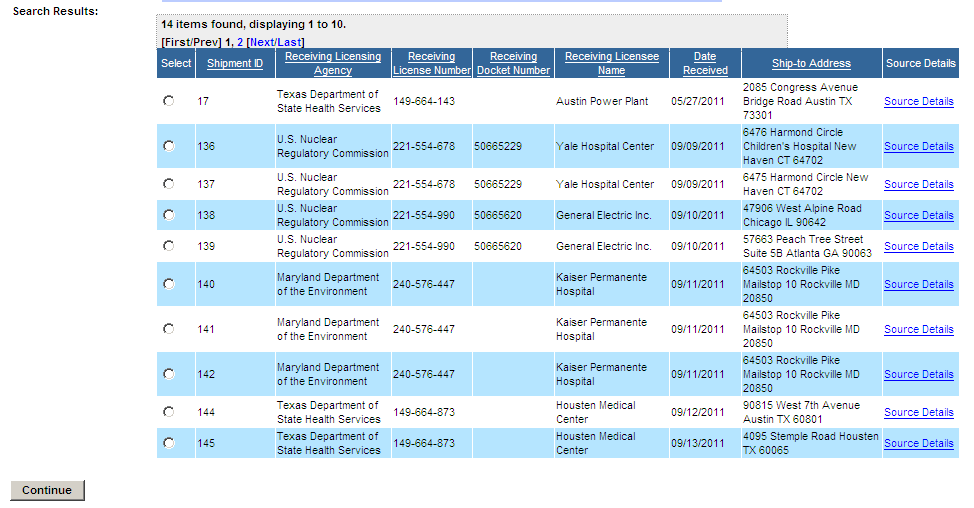 Search Results:
14 items found, displaying 1 to 10.
[First/Prev] 1, 2 [Next/Last]
Select Shipment ID Receiving Licensing Agency Receiving License Number Receiving Docket Number Receiving Licensee Name Date Received Ship-to Address Source Details
17 Texas Department of State Health Services 149-664-143 Austin Power Plant 05/27/2011 2085 Congress Avenue Bridge Road Austin TX 73301 Source Details
136 U.S. Nuclear Regulatory Commission 221-554-678 50665229 Yale Hospital Center 09/09/2011 6476 Harmond Circle Children's Hospital New Haven CT 64702 Source Details
137 U.S. Nuclear Regulatory Commission 221-554-678 50665229 Yale Hospital Center 09/09/2011 6475 Harmond Circle New Haven CT 64702 Source Details
138 U.S. Nuclear Regulatory Commission 221-554-990 50665620 General Electric Inc. 09/10/2011 47906 West Alpine Road Chicago IL 90642 Source Details
139 U.S. Nuclear Regulatory Commission 221-554-990 50665620 General Electric Inc. 09/10/2011 57663 Peach Tree Street Suite 5B Atlanta GA 90063 Source Details
140 Maryland Department of the Environment 240-576-447 Kaiser Permanente Hospital 09/11/2011 64503 Rockville Pike Mailstop 10 Rockville MD 20850 Source Details
141 Maryland Department of the Environment 240-576-447 Kaiser Permanente Hospital 09/11/2011 64503 Rockville Pike Mailstop 10 Rockville MD 20850 Source Details
142 Maryland Department of the Environment 240-576-447 Kaiser Permanente Hospital 09/11/2011 64503 Rockville Pike Mailstop 10 Rockville MD 20850 Source Details
144 Texas Department of State Health Services 149-664-873 Housten Medical Center 09/12/2011 90815 West 7th Avenue Austin TX 60801 Source Details
145 Texas Department of State Health Services 149-664-873 Housten Medical Center 09/13/2011 4095 Stemple Road Housten TX 60065 Source Details
Continue